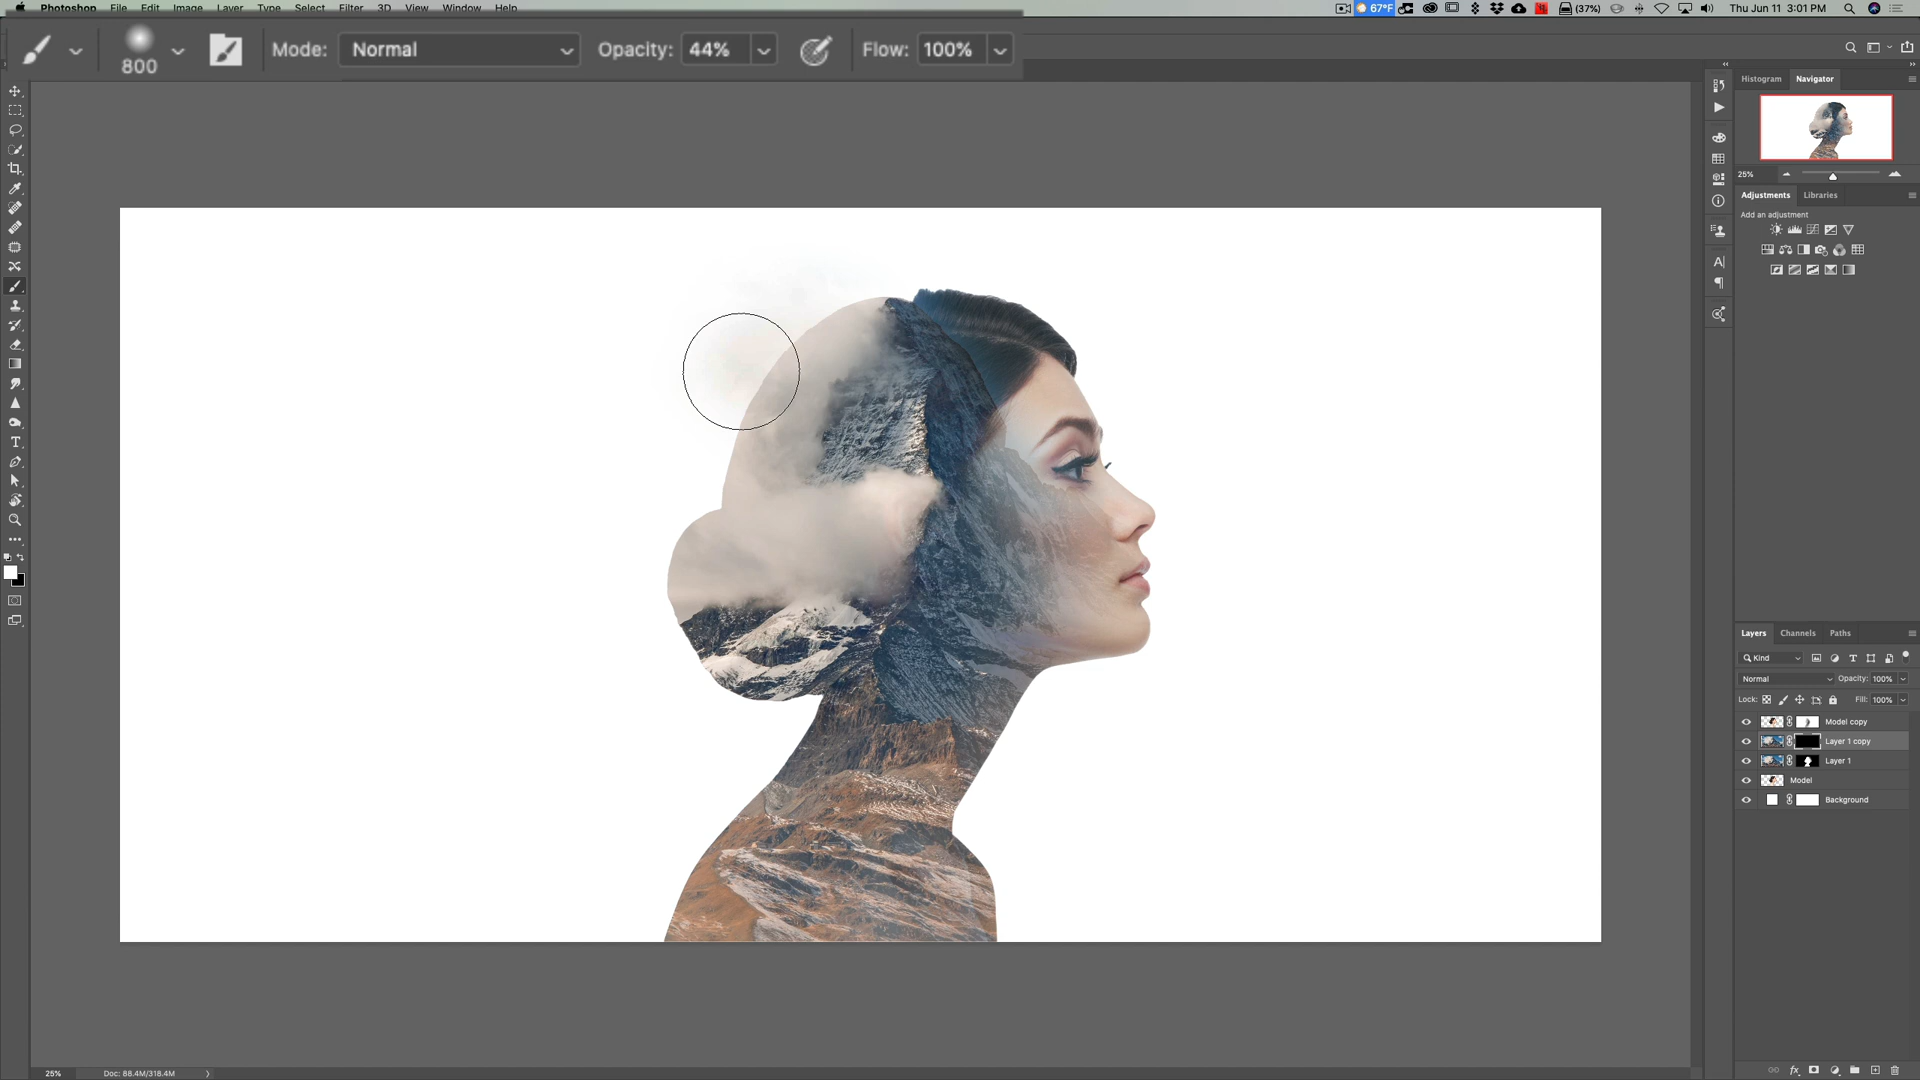 Photoshop File Edit Image Layer Type Select Filter 3D View Window Help 67°F (37%) Thu Jun 11 3:01 PM
800 Mode: Normal Opacity: 44% Flow: 100%
Histogram Navigator
25%
Adjustments Libraries
Add an adjustment
Layers Channels Paths
Kind
Normal Opacity: 100%
Lock: Fill: 100%
Model copy
Layer 1 copy
Layer 1
Model
Background
25% Doc: 88.4M/318.4M